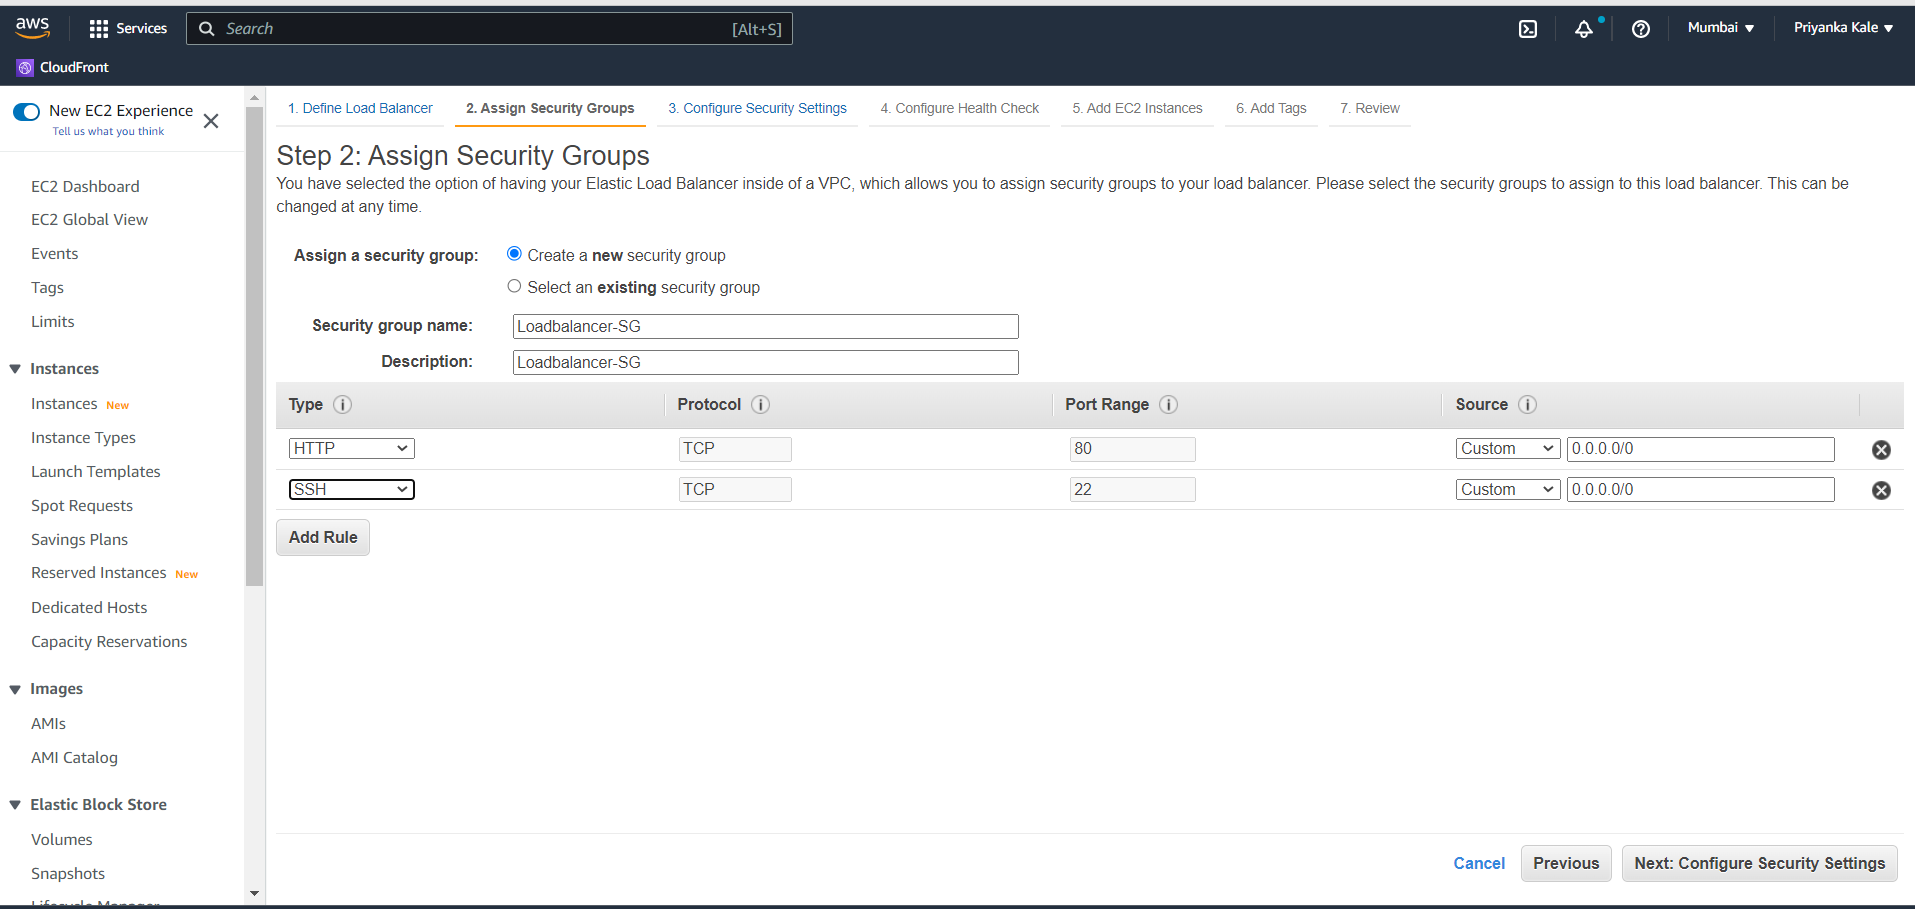 aws
Services
Search
[Alt+S]
Mumbai
Priyanka Kale
CloudFront
New EC2 Experience
Tell us what you think
EC2 Dashboard
EC2 Global View
Events
Tags
Limits
Instances
Instances New
Instance Types
Launch Templates
Spot Requests
Savings Plans
Reserved Instances New
Dedicated Hosts
Capacity Reservations
Images
AMIs
AMI Catalog
Elastic Block Store
Volumes
Snapshots
Lifecycle Manager
1. Define Load Balancer
2. Assign Security Groups
3. Configure Security Settings
4. Configure Health Check
5. Add EC2 Instances
6. Add Tags
7. Review
Step 2: Assign Security Groups
You have selected the option of having your Elastic Load Balancer inside of a VPC, which allows you to assign security groups to your load balancer. Please select the security groups to assign to this load balancer. This can be
changed at any time.
Assign a security group:
Create a new security group
Select an existing security group
Security group name: Loadbalancer-SG
Description: Loadbalancer-SG
Type Protocol Port Range Source
HTTP TCP 80 Custom 0.0.0.0/0
SSH TCP 22 Custom 0.0.0.0/0
Add Rule
Cancel
Previous
Next: Configure Security Settings